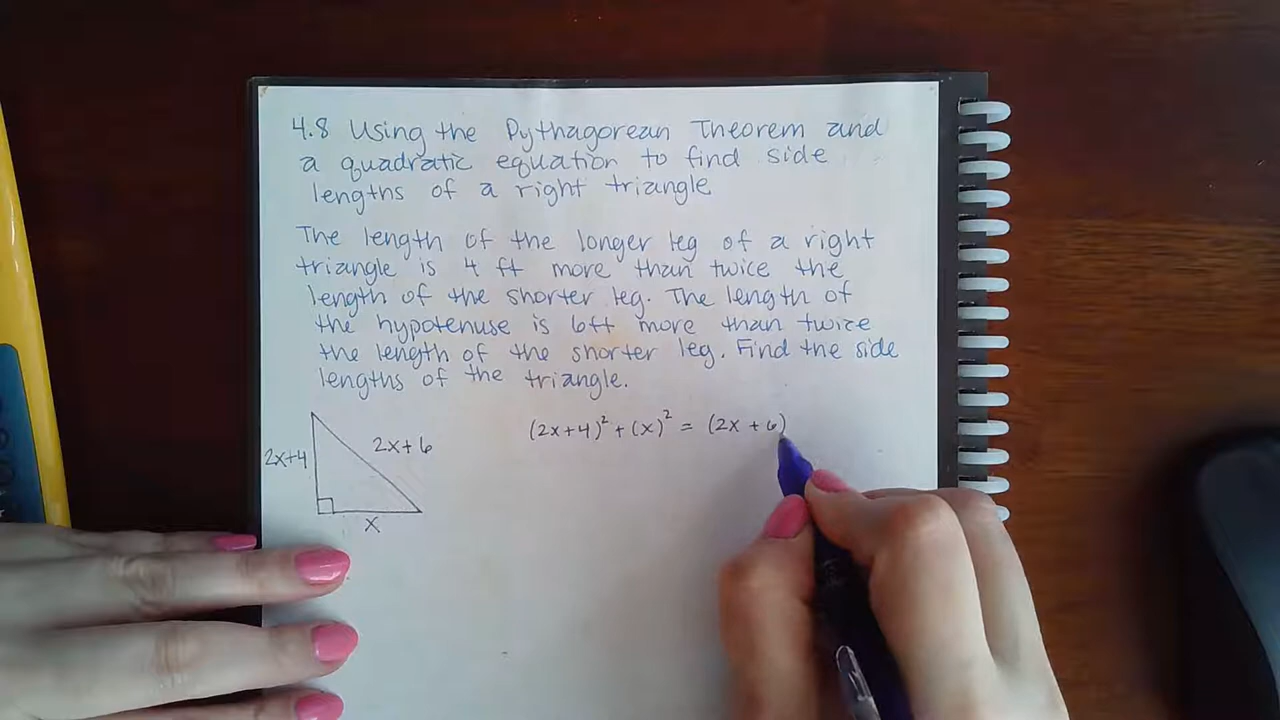 4.8 Using the Pythagorean Theorem and
a quadratic equation to find side
lengths of a right triangle
The length of the longer leg of a right
triangle is 4 ft more than twice the
length of the shorter leg. The length of
the hypotenuse is 6ft more than twice
the length of the shorter leg. Find the side
lengths of the triangle.
(2x+4)² + (x)² = (2x + 6)
2x+6
2x+4
x